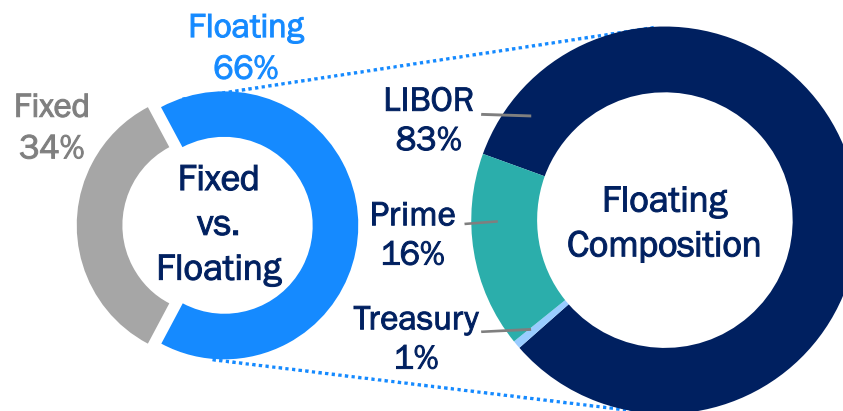 Floating
66%
Fixed
34%
Fixed
vs.
Floating
LIBOR
83%
Prime
16%
Treasury
1%
Floating
Composition